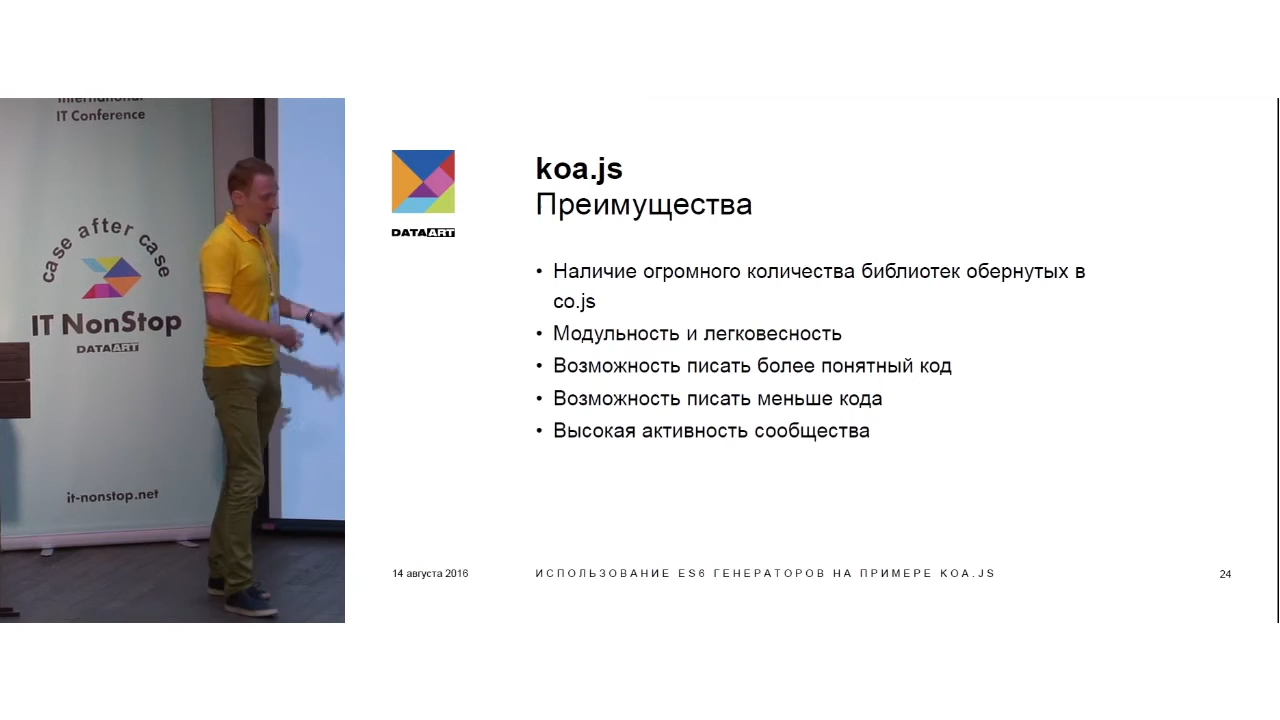 International
IT Conference
case after case
IT NonStop
DATAART
it-nonstop.net
DATAART
koa.js
Преимущества
• Наличие огромного количества библиотек обернутых в
co.js
• Модульность и легковесность
• Возможность писать более понятный код
• Возможность писать меньше кода
• Высокая активность сообщества
14 августа 2016
ИСПОЛЬЗОВАНИЕ ES6 ГЕНЕРАТОРОВ НА ПРИМЕРЕ KOA.JS
24